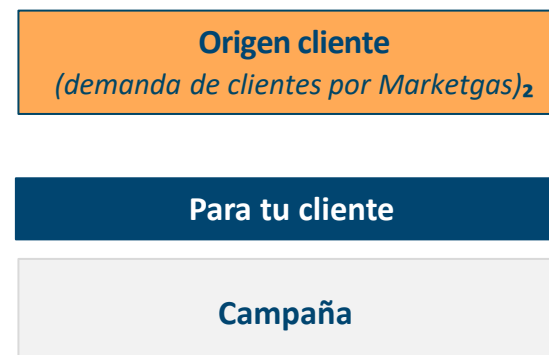 Origen cliente
(demanda de clientes por Marketgas)₂
Para tu cliente
Campaña